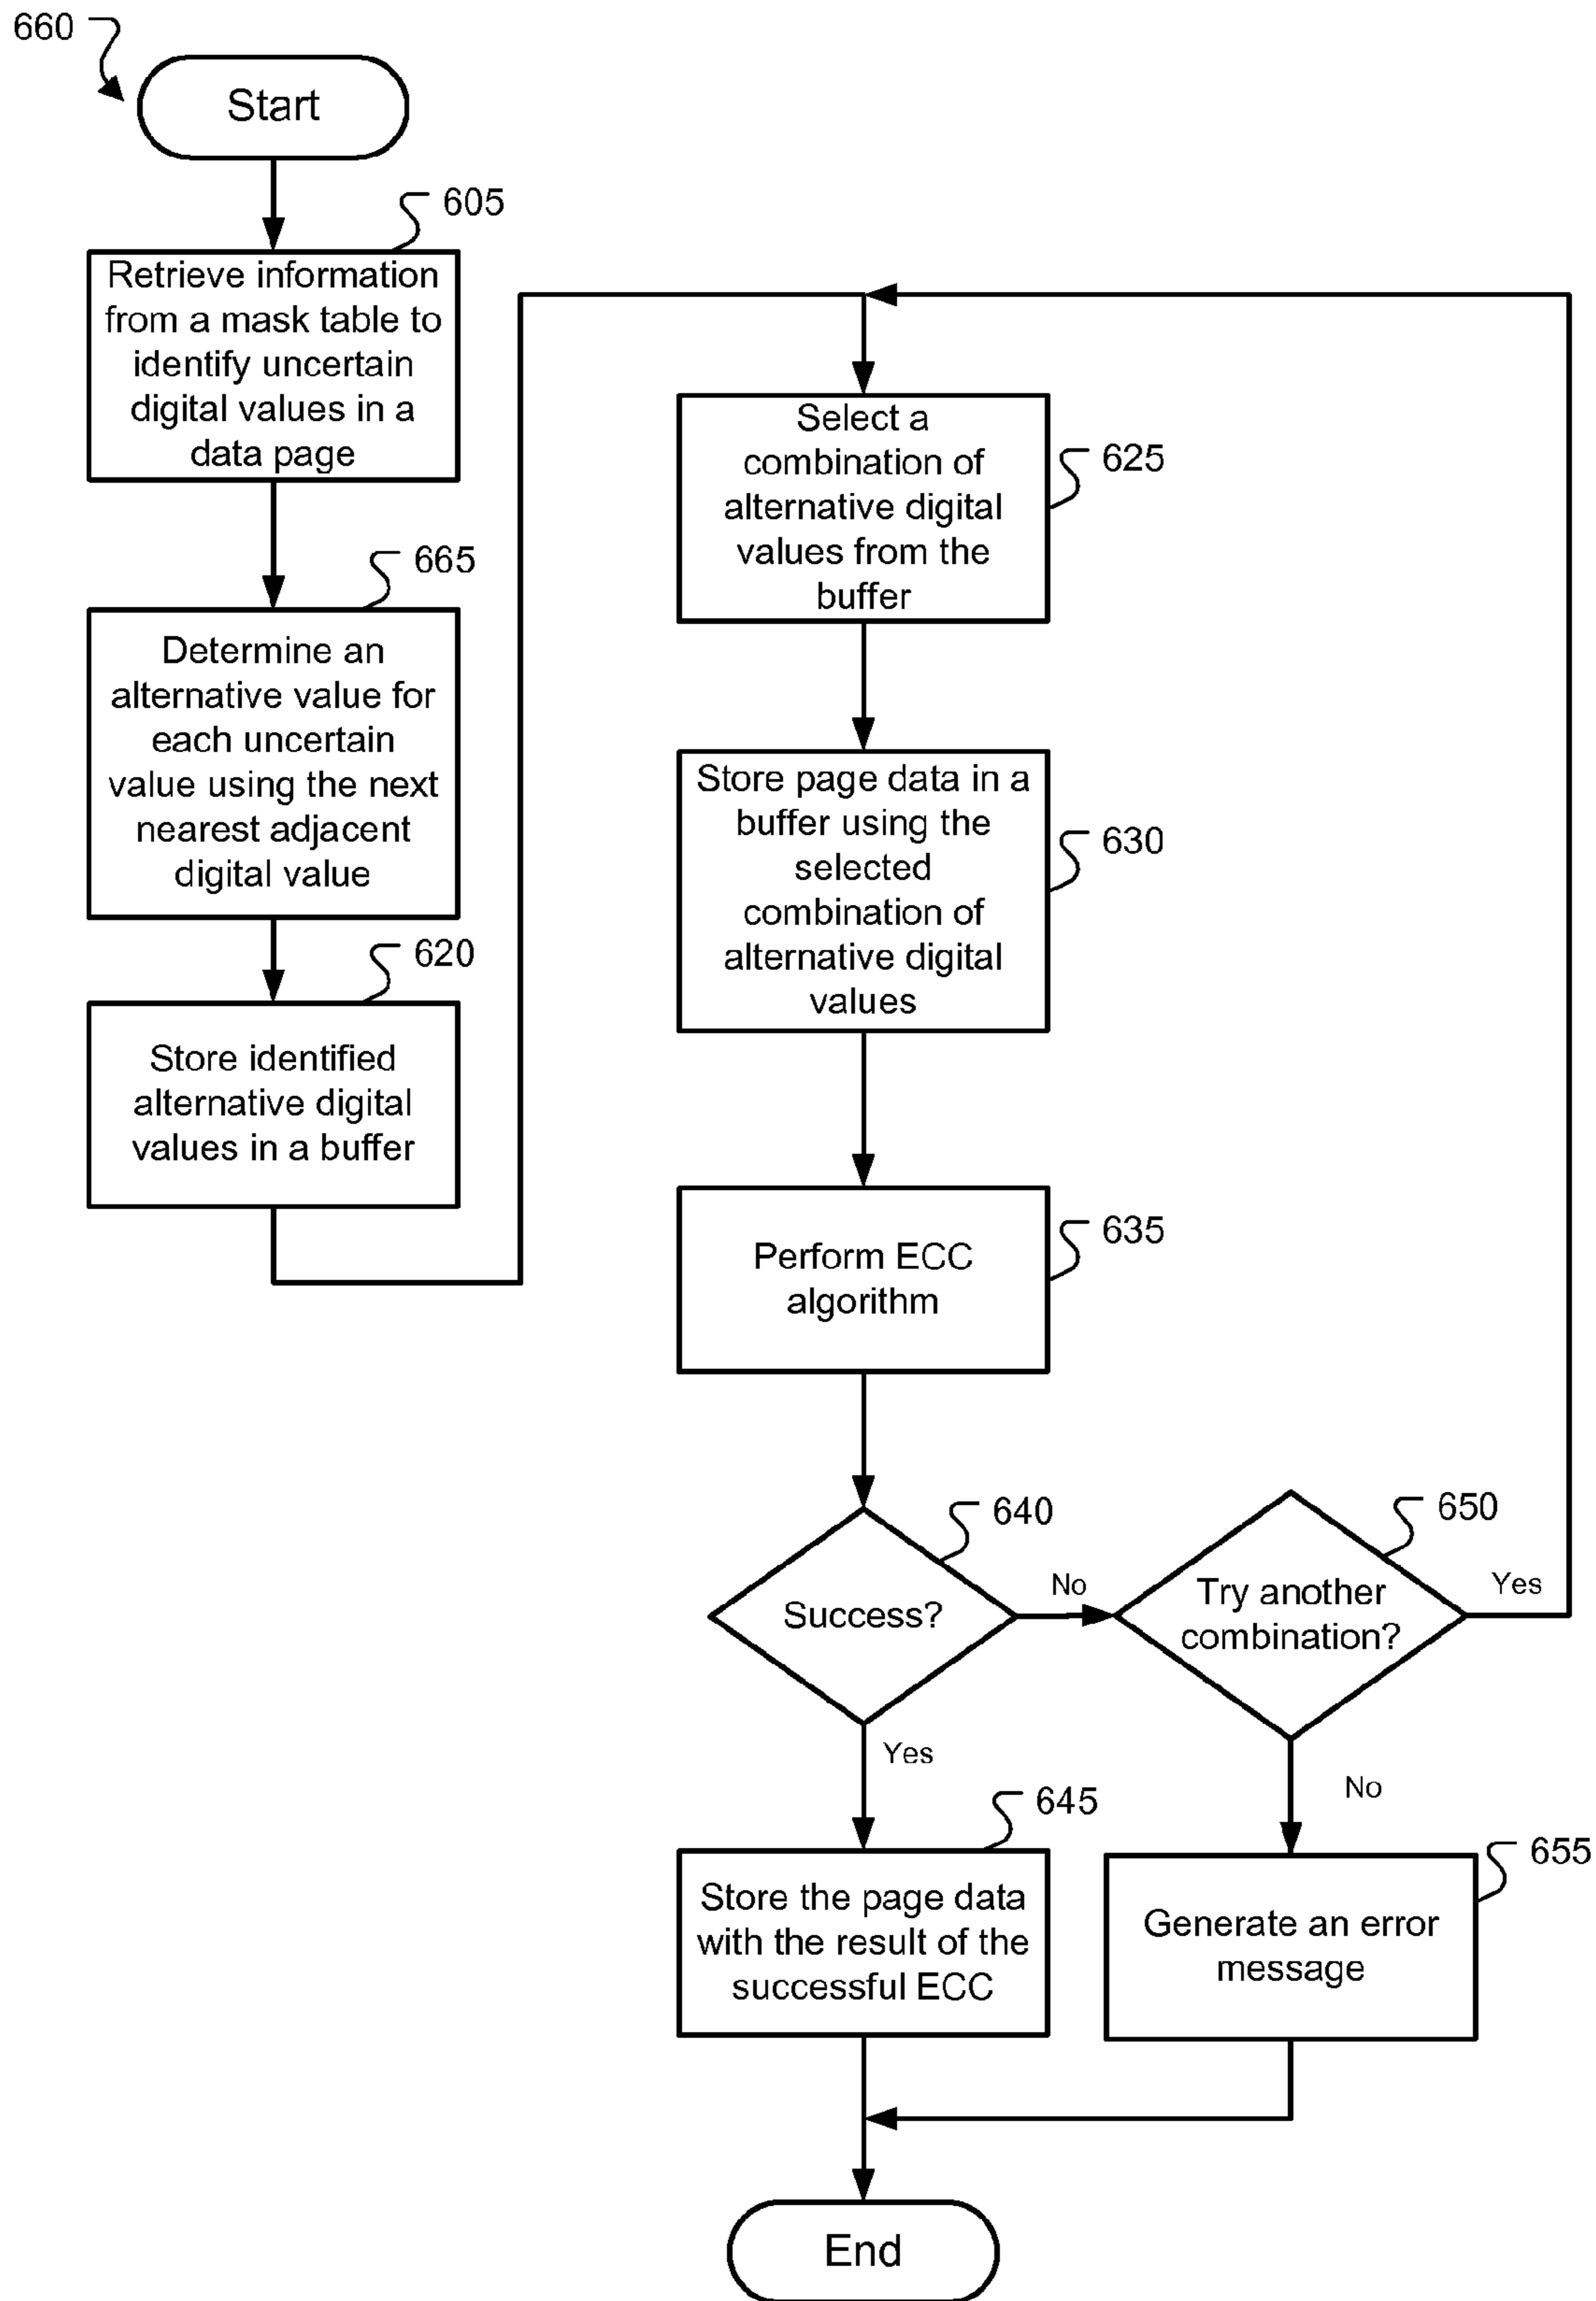 660
Start
605
Retrieve information
from a mask table to
identify uncertain
digital values in a
data page
665
Determine an
alternative value for
each uncertain
value using the next
nearest adjacent
digital value
620
Store identified
alternative digital
values in a buffer
Select a
combination of
alternative digital
values from the
buffer
625
Store page data in a
buffer using the
selected
combination of
alternative digital
values
630
Perform ECC
algorithm
635
640
Success?
No
Yes
650
Try another
combination?
Yes
No
645
Store the page data
with the result of the
successful ECC
655
Generate an error
message
End